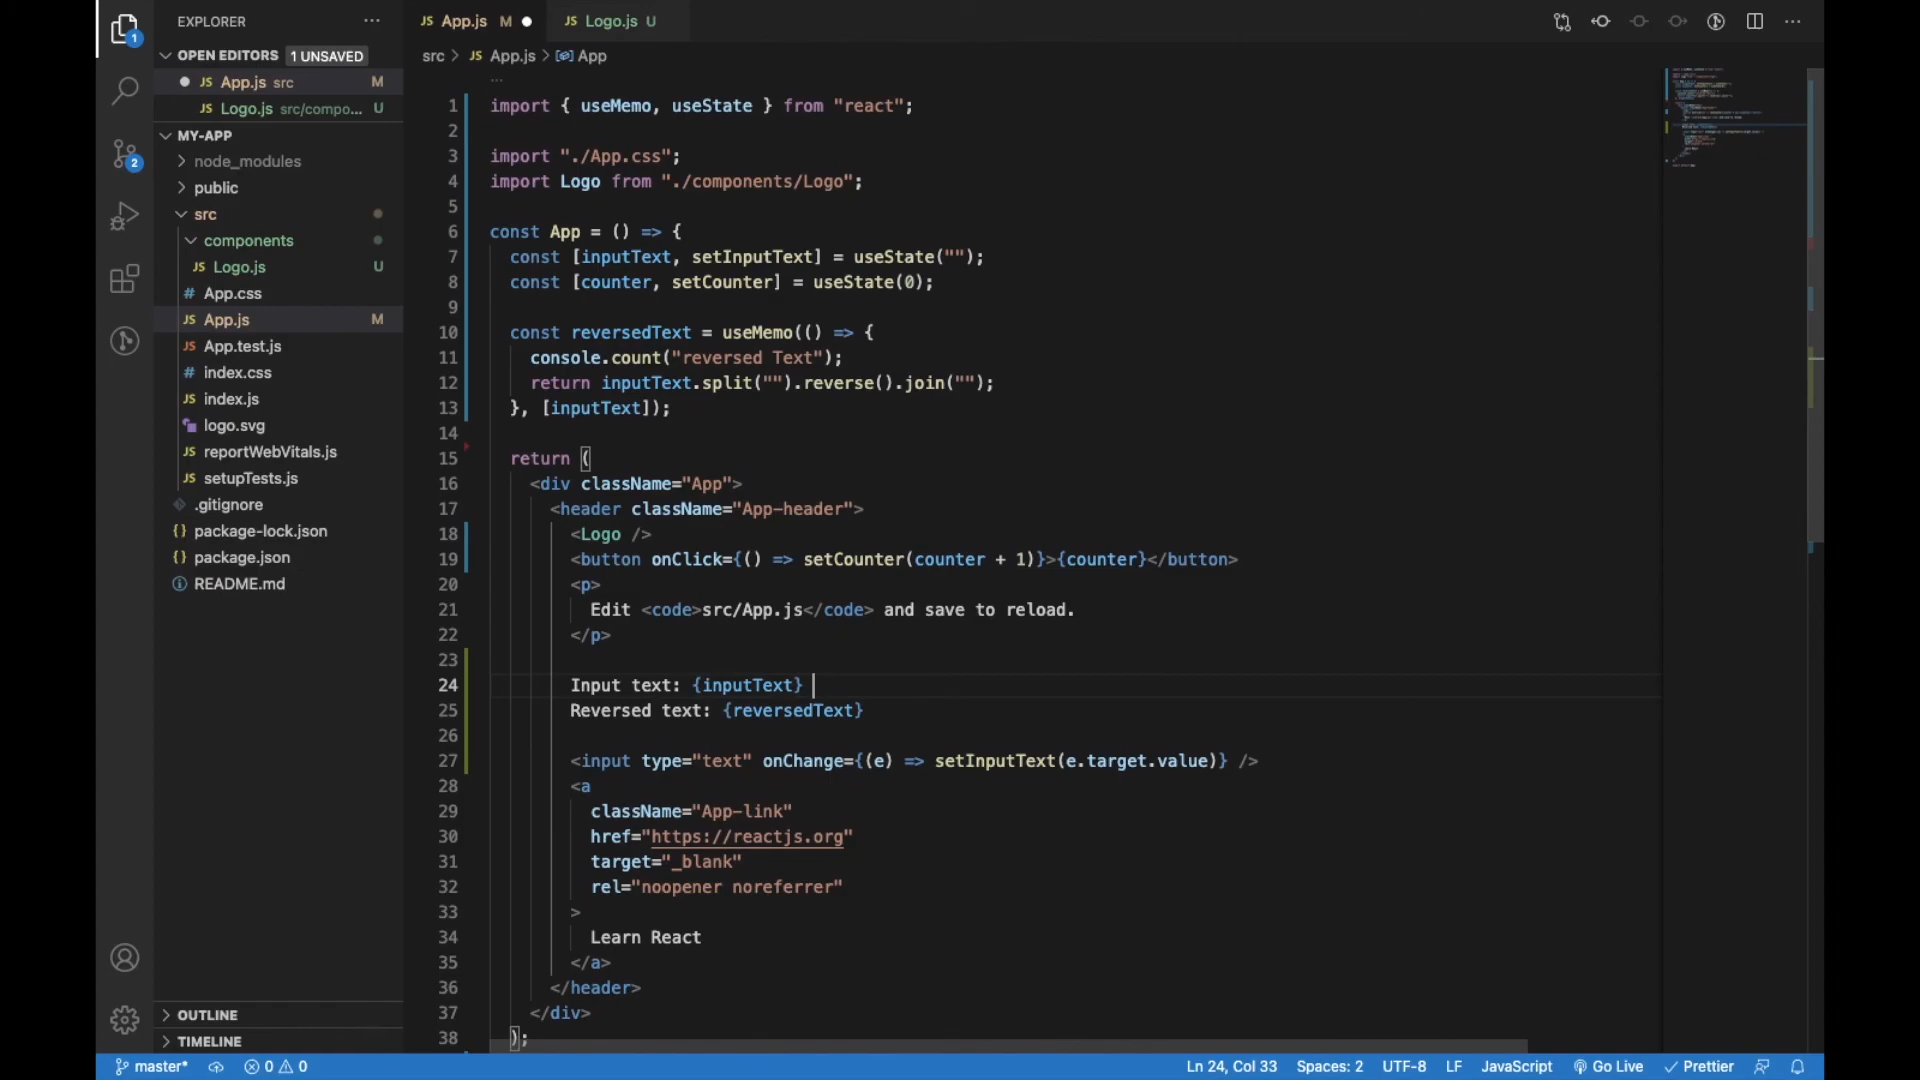 EXPLORER
OPEN EDITORS 1 UNSAVED
App.js src M
Logo.js src/compo... U
MY-APP
node_modules
public
src
components
Logo.js U
App.css
App.js M
App.test.js
index.css
index.js
logo.svg
reportWebVitals.js
setupTests.js
.gitignore
package-lock.json
package.json
README.md
OUTLINE
TIMELINE
JS App.js M
JS Logo.js U
src > JS App.js > App
1 import { useMemo, useState } from "react";
2
3 import "./App.css";
4 import Logo from "./components/Logo";
5
6 const App = () => {
7 const [inputText, setInputText] = useState("");
8 const [counter, setCounter] = useState(0);
9
10 const reversedText = useMemo(() => {
11 console.count("reversed Text");
12 return inputText.split("").reverse().join("");
13 }, [inputText]);
14
15 return (
16 <div className="App">
17 <header className="App-header">
18 <Logo />
19 <button onClick={() => setCounter(counter + 1)}>{counter}</button>
20 <p>
21 Edit <code>src/App.js</code> and save to reload.
22 </p>
23
24 Input text: {inputText}
25 Reversed text: {reversedText}
26
27 <input type="text" onChange={(e) => setInputText(e.target.value)} />
28 <a
29 className="App-link"
30 href="https://reactjs.org"
31 target="_blank"
32 rel="noopener noreferrer"
33 >
34 Learn React
35 </a>
36 </header>
37 </div>
38 );
master* 0 0 Ln 24, Col 33 Spaces: 2 UTF-8 LF JavaScript Go Live Prettier